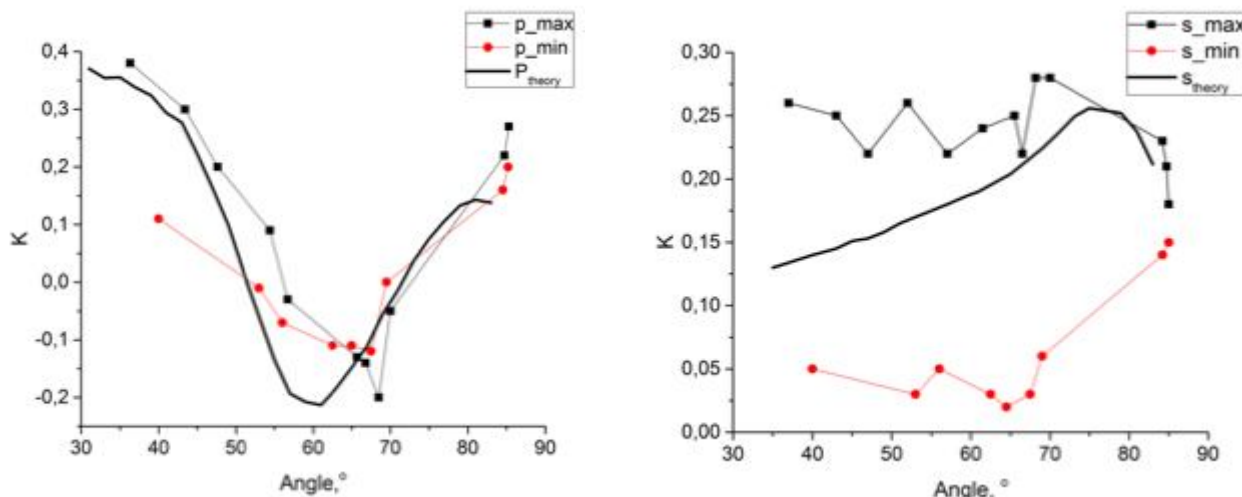 p_max
p_min
P theory
0,4
0,3
0,2
0,1
0,0
-0,1
-0,2
K
30 40 50 60 70 80 90
Angle,°
s_max
s_min
s theory
0,30
0,25
0,20
0,15
0,10
0,05
0,00
K
30 40 50 60 70 80 90
Angle, °